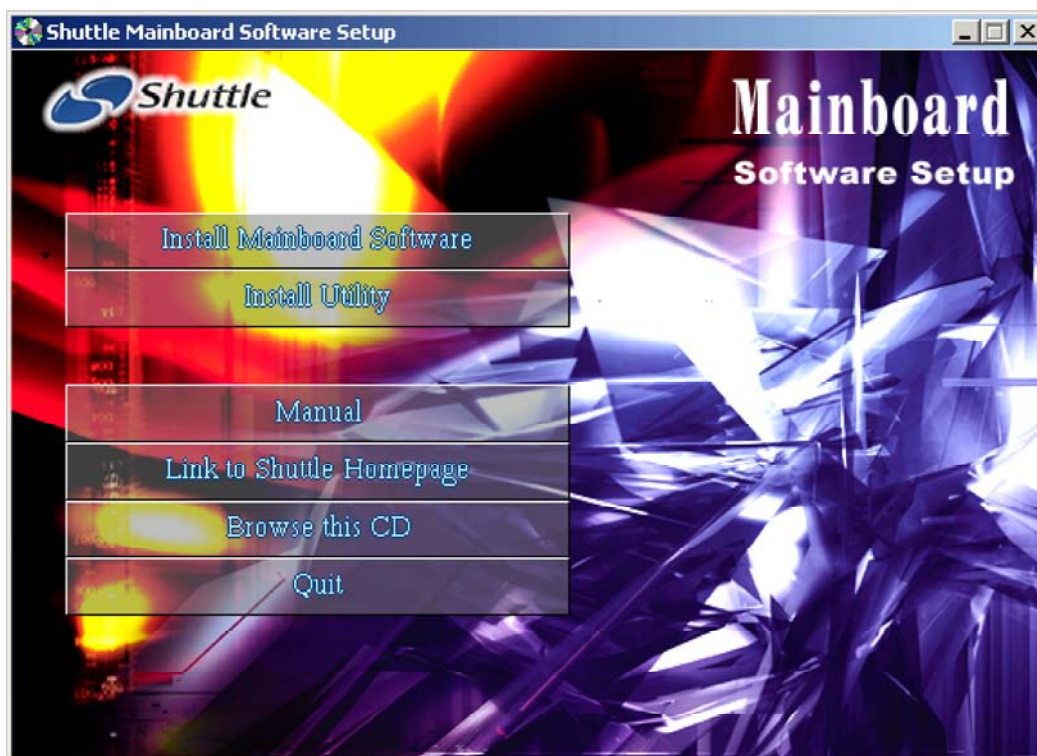 Shuttle Mainboard Software Setup
Shuttle
Mainboard
Software Setup
Install Mainboard Software
Install Utility
Manual
Link to Shuttle Homepage
Browse this CD
Quit